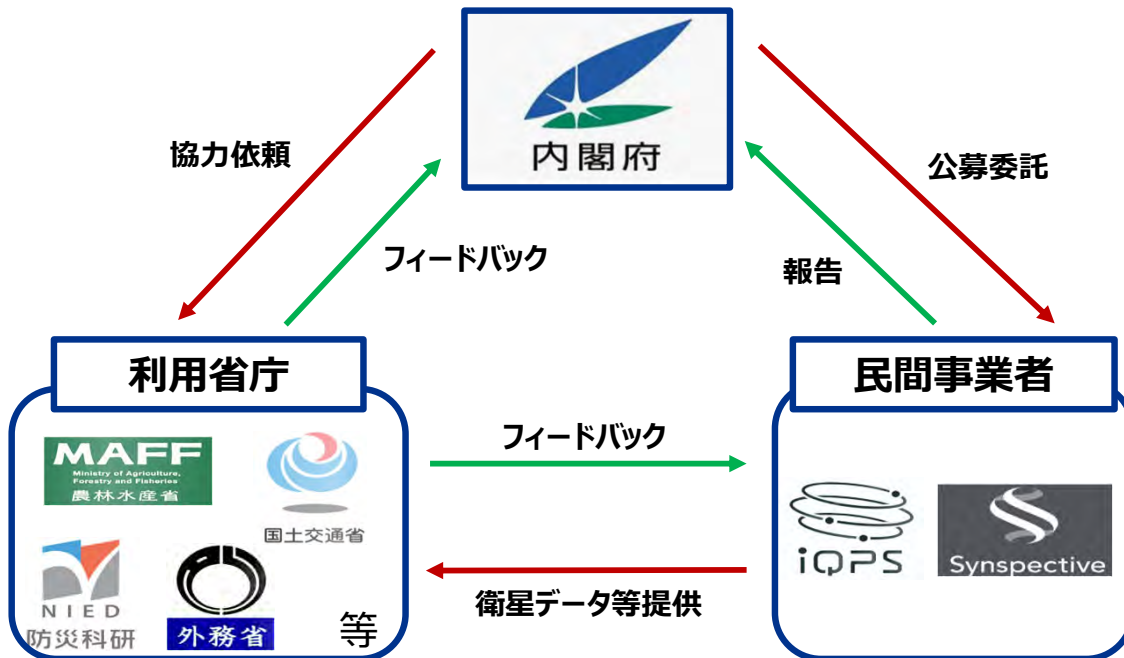 内閣府
協力依頼
公募委託
フィードバック
報告
利用省庁
民間事業者
MAFF
Ministry of Agriculture,
Forestry and Fisheries
農林水産省
国土交通省
NIED
防災科研
外務省
等
フィードバック
衛星データ等提供
iQPS
Synspective